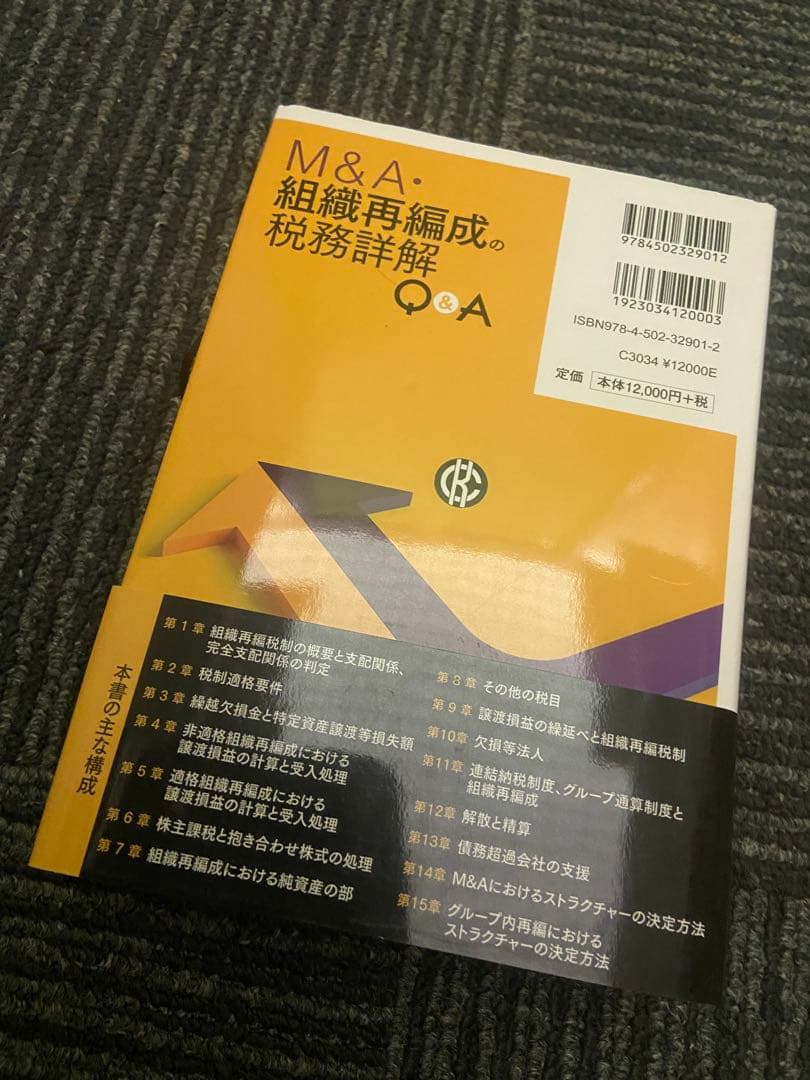 M&A・
組織再編成の
税務詳解
Q&A
9784502329012
1923034120003
ISBN978-4-502-32901-2
C3034 ¥12000E
定価 本体12,000円+税
本書の主な構成
第1章 組織再編税制の概要と支配関係、
完全支配関係の判定
第2章 税制適格要件
第3章 繰越欠損金と特定資産譲渡等損失額
第4章 非適格組織再編成における
譲渡損益の計算と受入処理
第5章 適格組織再編成における
譲渡損益の計算と受入処理
第6章 株主課税と抱き合わせ株式の処理
第7章 組織再編成における純資産の部
第8章 その他の税目
第9章 譲渡損益の繰延べと組織再編税制
第10章 欠損等法人
第11章 連結納税制度、グループ通算制度と
組織再編成
第12章 解散と精算
第13章 債務超過会社の支援
第14章 M&Aにおけるストラクチャーの決定方法
第15章 グループ内再編における
ストラクチャーの決定方法